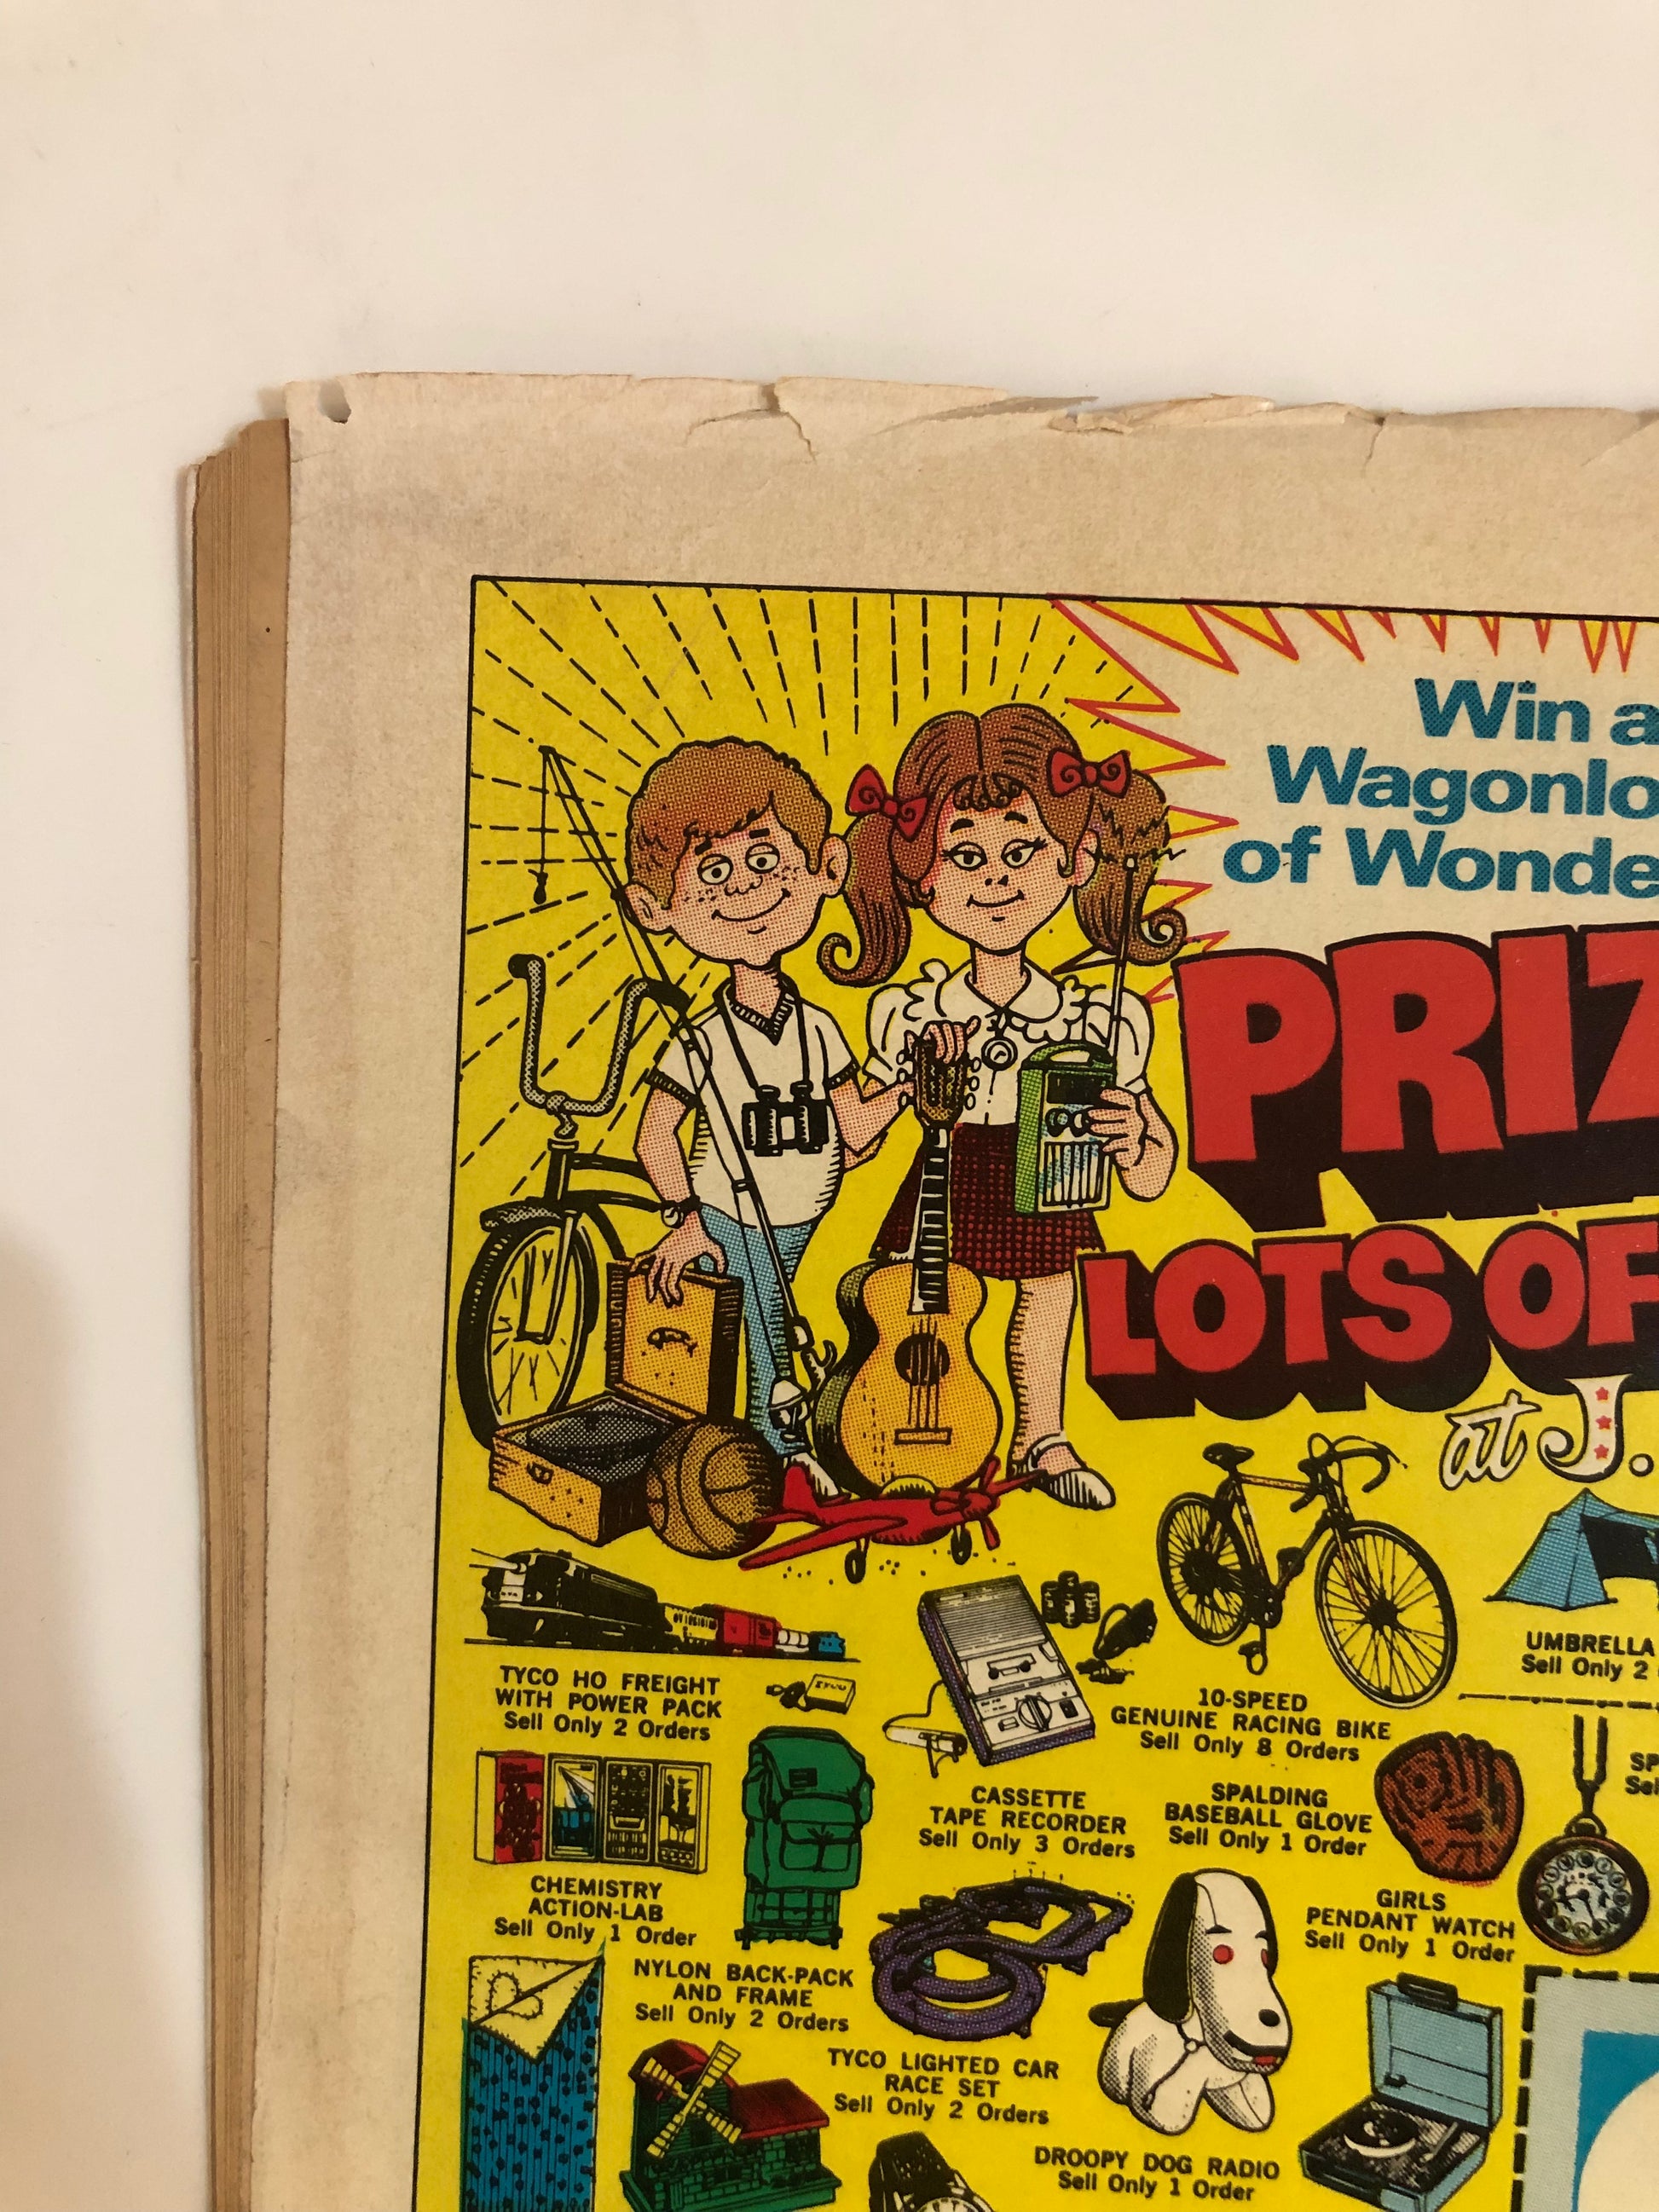 Win a
Wagonlo
of Wonde
PRIZ
LOTS OF
at J.
TYCO HO FREIGHT
WITH POWER PACK
Sell Only 2 Orders
TYCO
10-SPEED
GENUINE RACING BIKE
Sell Only 8 Orders
UMBRELLA
Sell Only 2
CASSETTE
TAPE RECORDER
Sell Only 3 Orders
SPALDING
BASEBALL GLOVE
Sell Only 1 Order
SP
Sel
CHEMISTRY
ACTION-LAB
Sell Only 1 Order
GIRLS
PENDANT WATCH
Sell Only 1 Order
NYLON BACK-PACK
AND FRAME
Sell Only 2 Orders
TYCO LIGHTED CAR
RACE SET
Sell Only 2 Orders
DROOPY DOG RADIO
Sell Only 1 Order